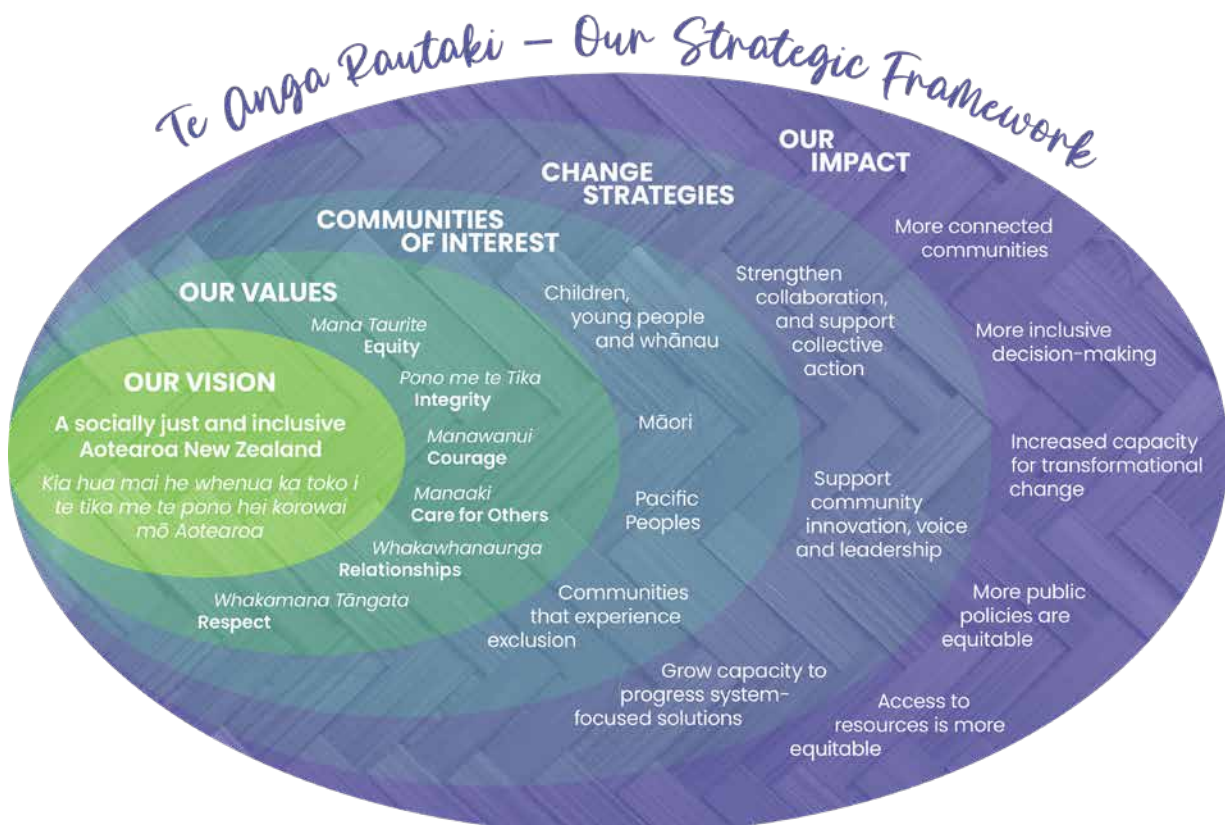 Te Anga Rautaki – Our Strategic Framework
OUR VISION
A socially just and inclusive
Aotearoa New Zealand
Kia hua mai he whenua ka toko i
te tika me te pono hei korowai
mō Aotearoa
OUR VALUES
Mana Taurite
Equity
Pono me te Tika
Integrity
Manawanui
Courage
Manaaki
Care for Others
Whakawhanaunga
Relationships
Whakamana Tāngata
Respect
COMMUNITIES
OF INTEREST
Children,
young people
and whānau
Māori
Pacific
Peoples
Communities
that experience
exclusion
CHANGE
STRATEGIES
Strengthen
collaboration,
and support
collective
action
Support
community
innovation, voice
and leadership
Grow capacity to
progress system-
focused solutions
OUR
IMPACT
More connected
communities
More inclusive
decision-making
Increased capacity
for transformational
change
More public
policies are
equitable
Access to
resources is more
equitable